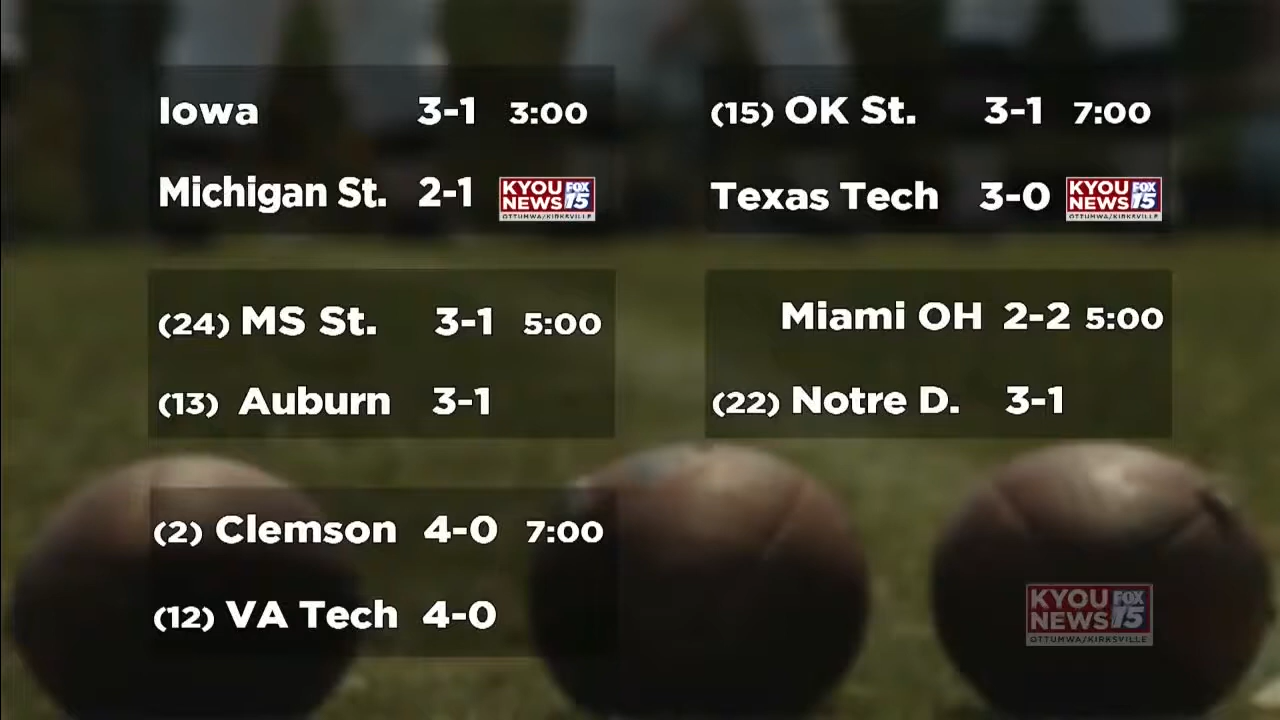 Iowa 3-1 3:00
Michigan St. 2-1 KYOU NEWS FOX 15 OTTUMWA/KIRKSVILLE
(15) OK St. 3-1 7:00
Texas Tech 3-0 KYOU NEWS FOX 15 OTTUMWA/KIRKSVILLE
(24) MS St. 3-1 5:00
(13) Auburn 3-1
Miami OH 2-2 5:00
(22) Notre D. 3-1
(2) Clemson 4-0 7:00
(12) VA Tech 4-0
KYOU FOX
NEWS 15
OTTUMWA/KIRKSVILLE